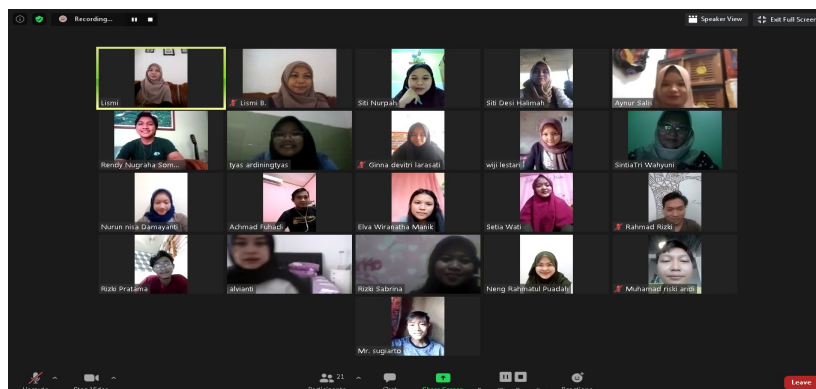 Recording...
Speaker View
Exit Full Screen
Lismi
Lismi B.
Siti Nurpah
Siti Desi Halimah
Aynur Salis
Rendy Nugraha Som...
tyas ardiningtyas
Ginna devitri larasati
wiji lestari
SintiaTri Wahyuni
Nurun nisa Damayanti
Achmad Fuhadi
Elva Wiranatha Manik
Setia Wati
Rahmad Rizki
Rizki Pratama
alvianti
Rizki Sabrina
Neng Rahmatul Puadah
Muhamad riski andi
Mr. sugiarto
21
Leave